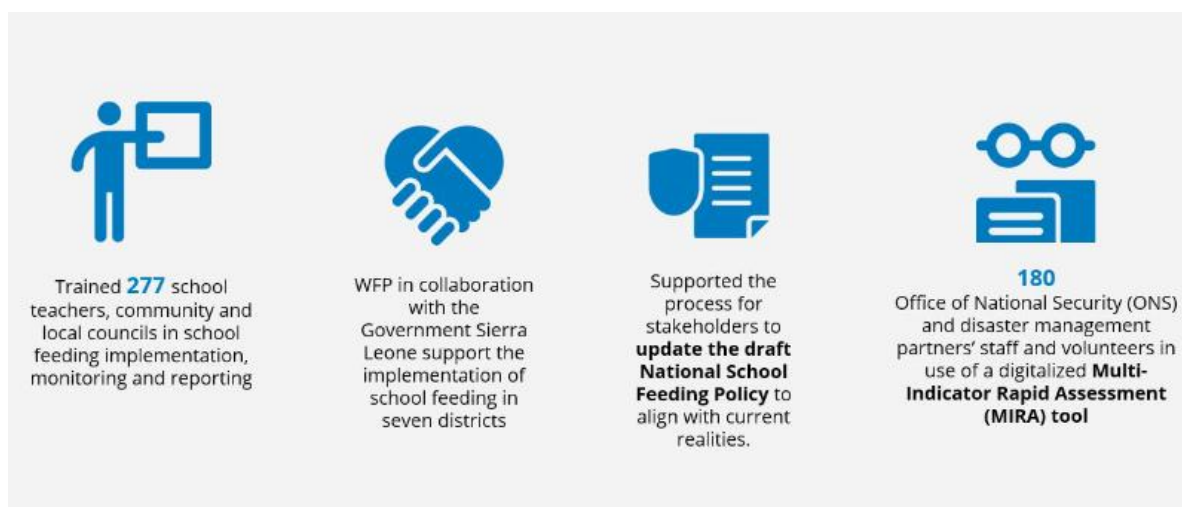 Trained 277 school
teachers, community and
local councils in school
feeding implementation,
monitoring and reporting
WFP in collaboration
with the
Government Sierra
Leone support the
implementation of
school feeding in
seven districts
Supported the
process for
stakeholders to
update the draft
National School
Feeding Policy to
align with current
realities.
180
Office of National Security (ONS)
and disaster management
partners’ staff and volunteers in
use of a digitalized Multi-
Indicator Rapid Assessment
(MIRA) tool